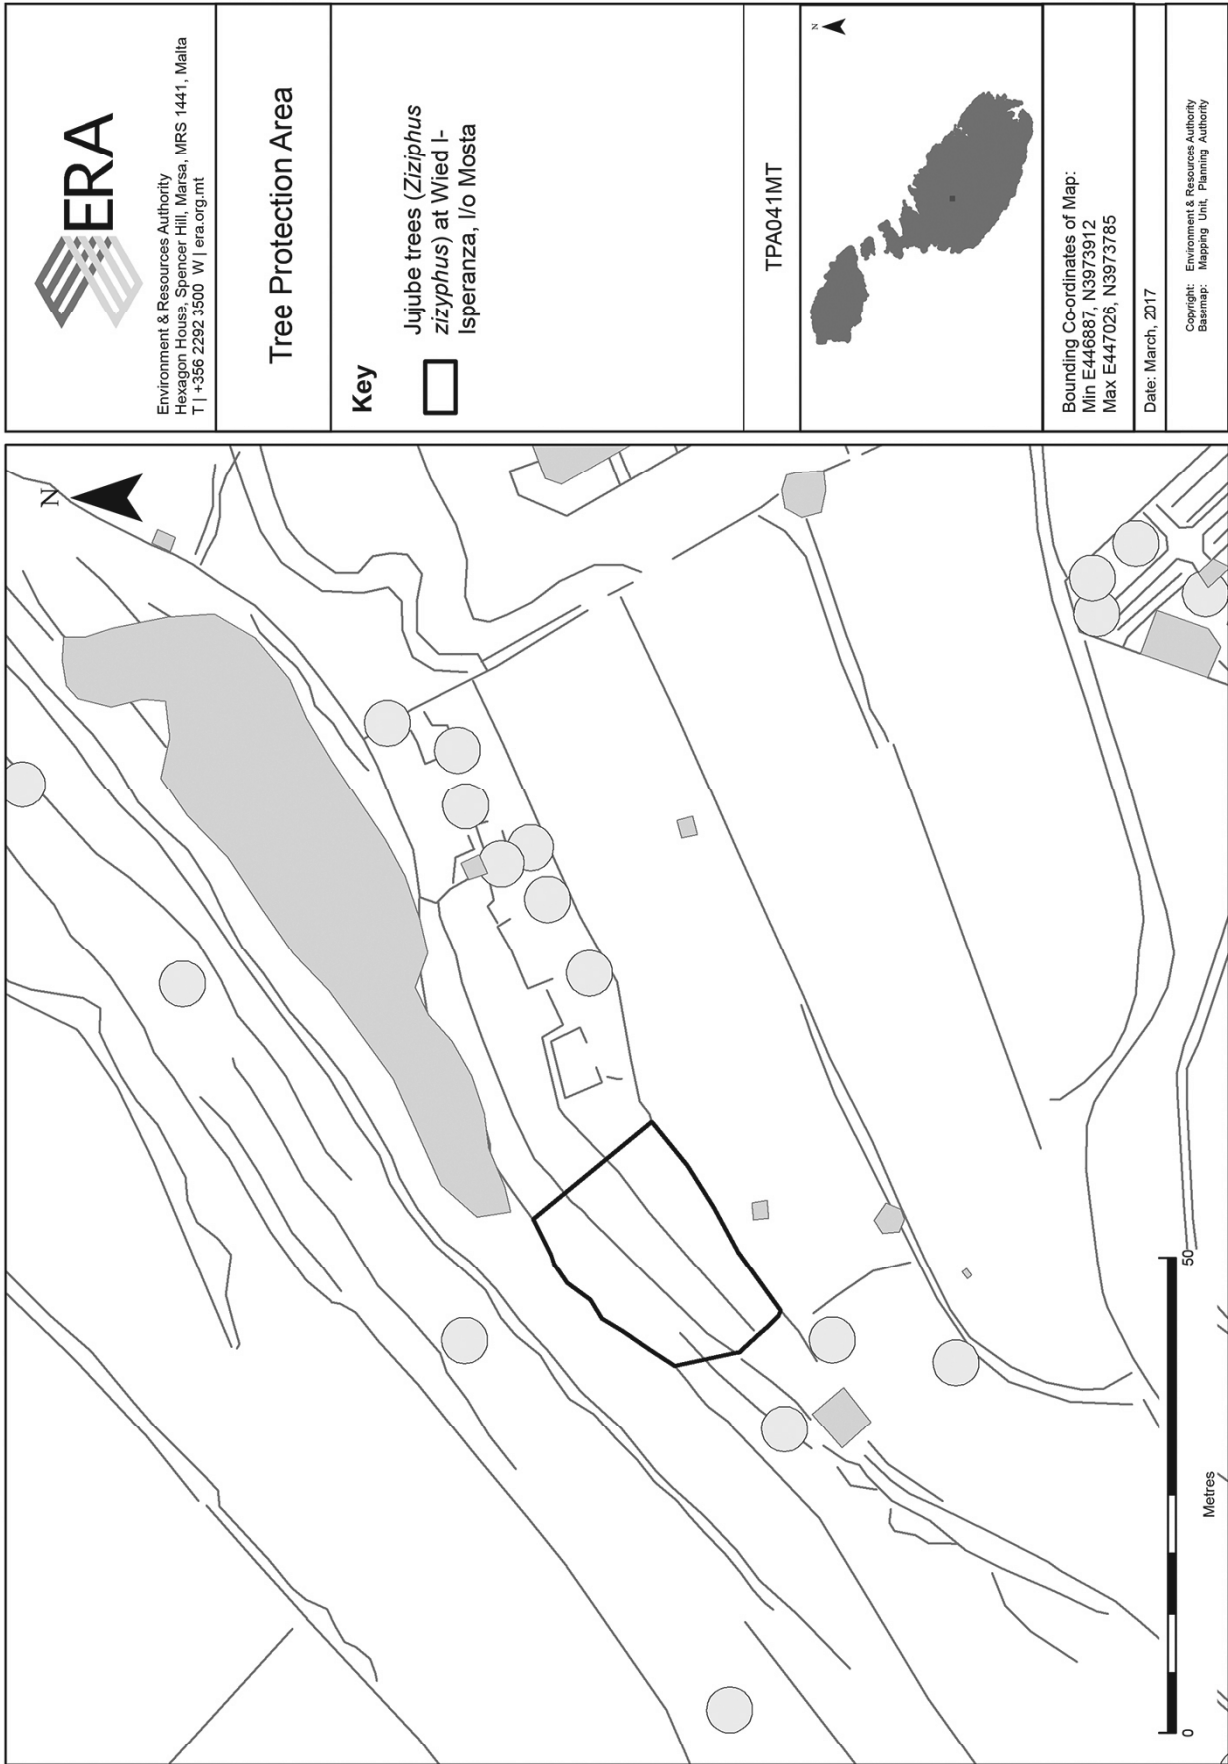 ERA
Environment & Resources Authority
Hexagon House, Spencer Hill, Marsa, MRS 1441, Malta
T | +356 2292 3500 W | era.org.mt
Tree Protection Area
Key
Jujube trees (Ziziphus
zizyphus) at Wied l-
Isperanza, l/o Mosta
TPA041MT
N
Bounding Co-ordinates of Map:
Min E446887, N3973912
Max E447026, N3973785
Date: March, 2017
Copyright: Environment & Resources Authority
Basemap: Mapping Unit, Planning Authority
N
0 50
Metres